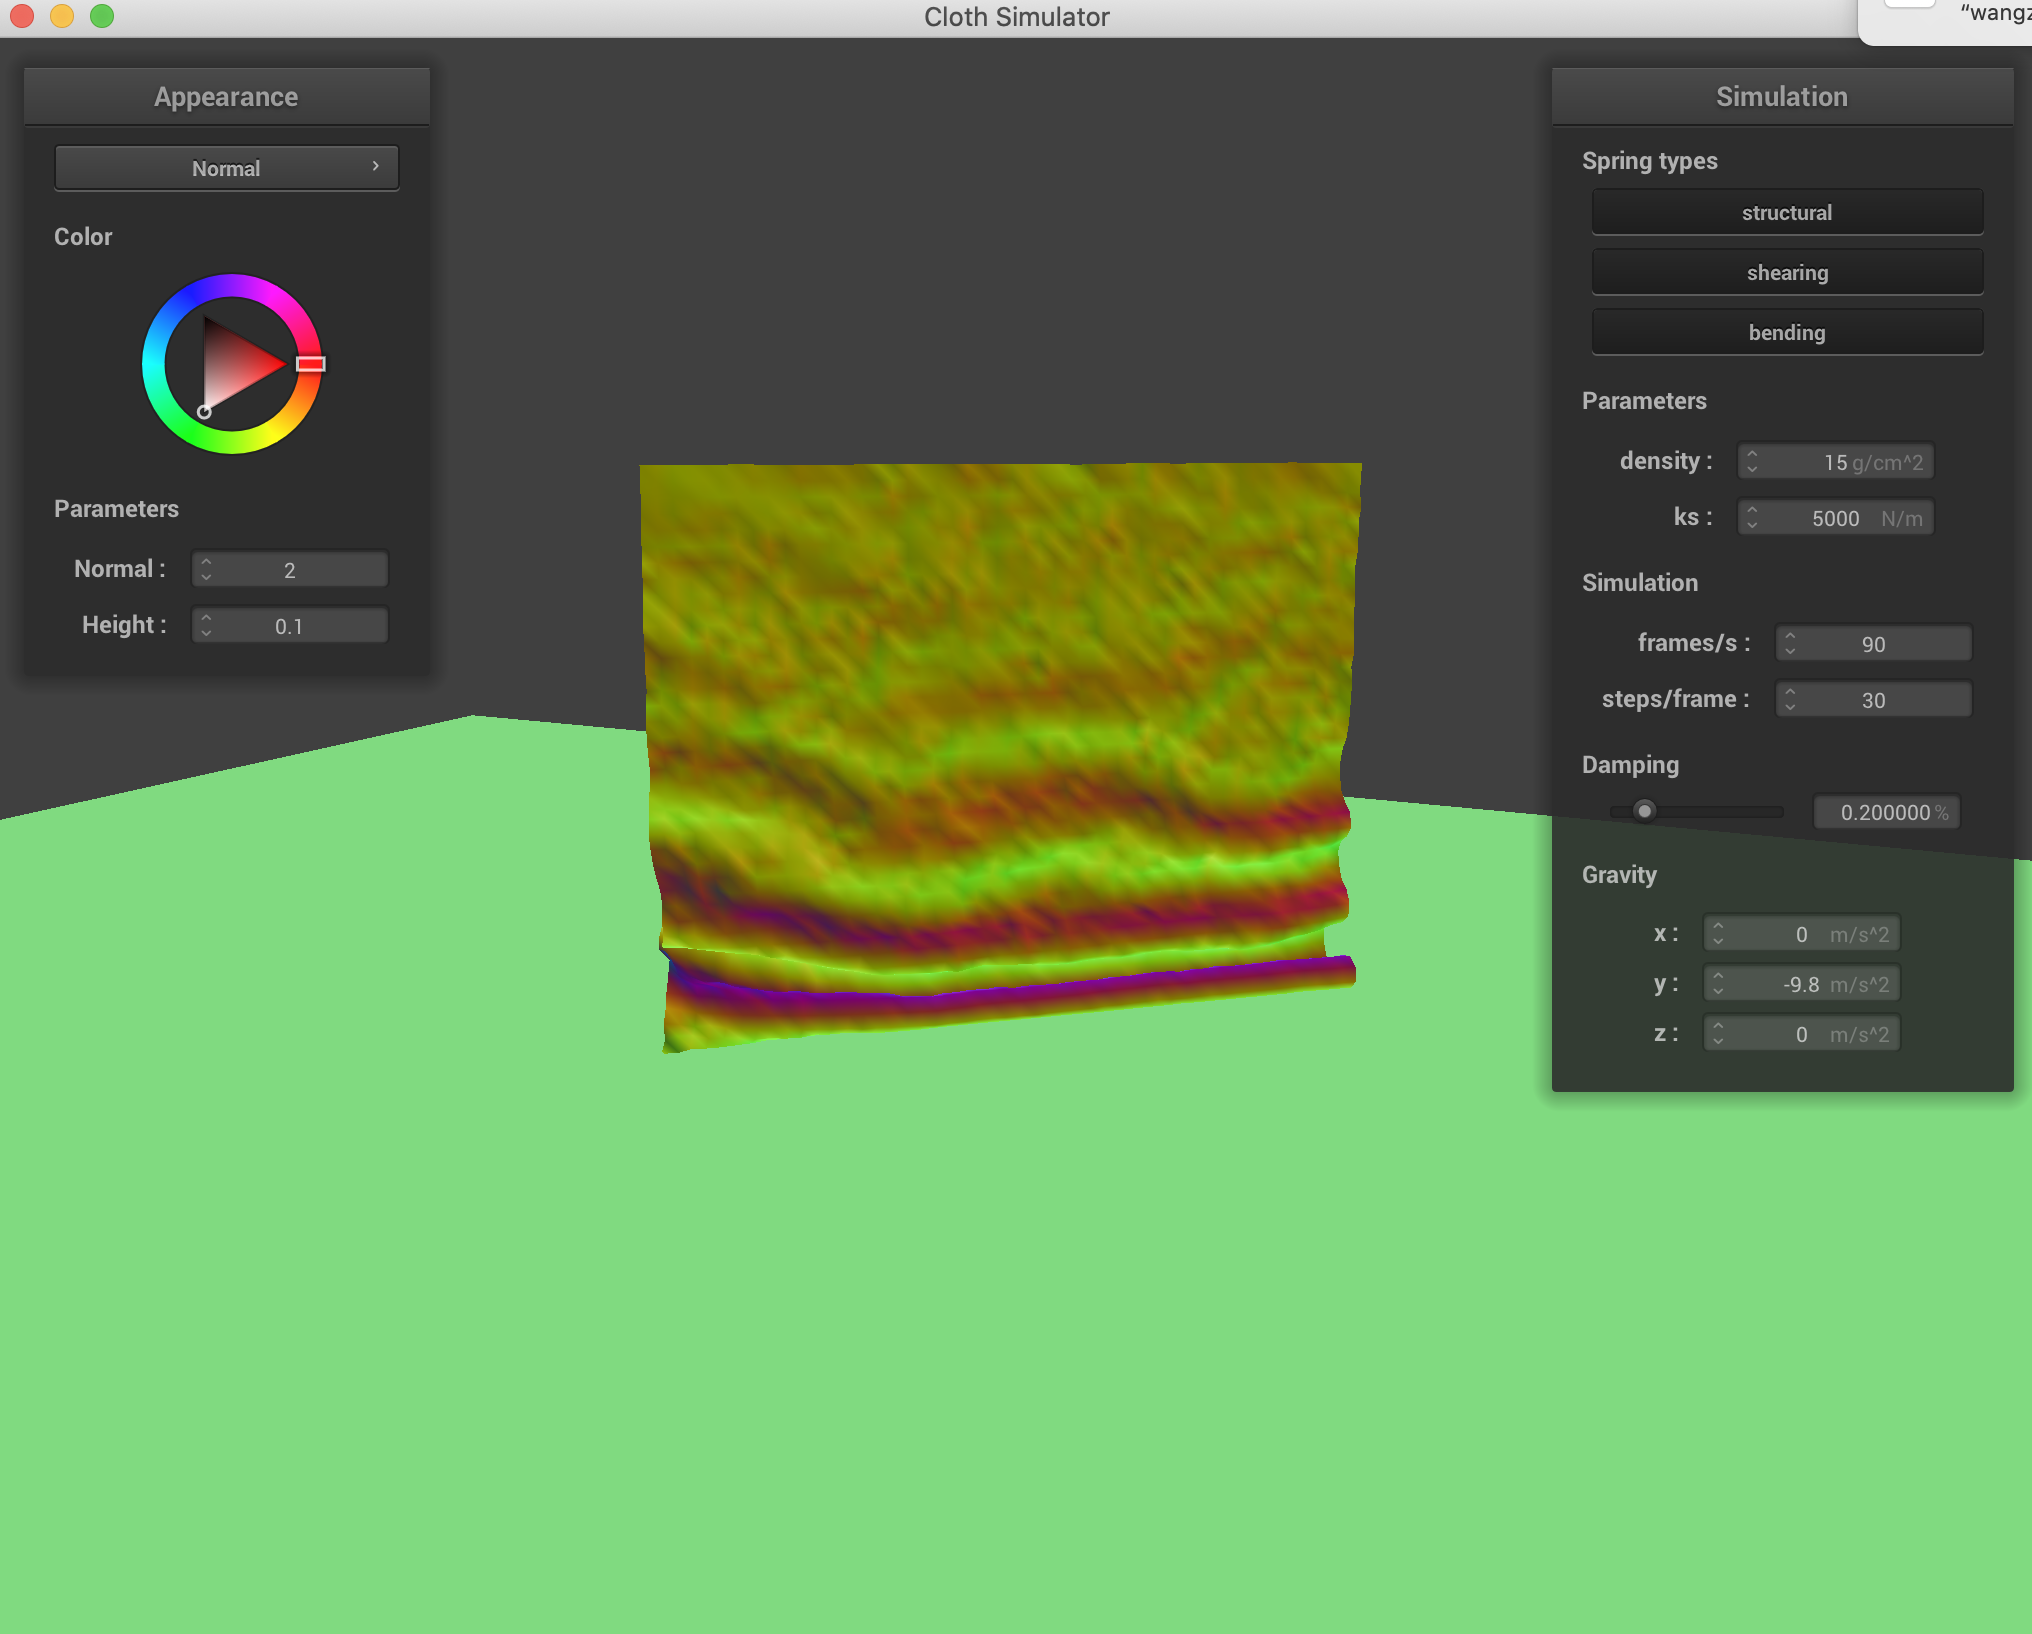 Cloth Simulator
“wangz
Appearance
Normal
Color
Parameters
Normal : 2
Height : 0.1
Simulation
Spring types
structural
shearing
bending
Parameters
density : 15 g/cm^2
ks : 5000 N/m
Simulation
frames/s : 90
steps/frame : 30
Damping
0.200000 %
Gravity
x : 0 m/s^2
y : -9.8 m/s^2
z : 0 m/s^2